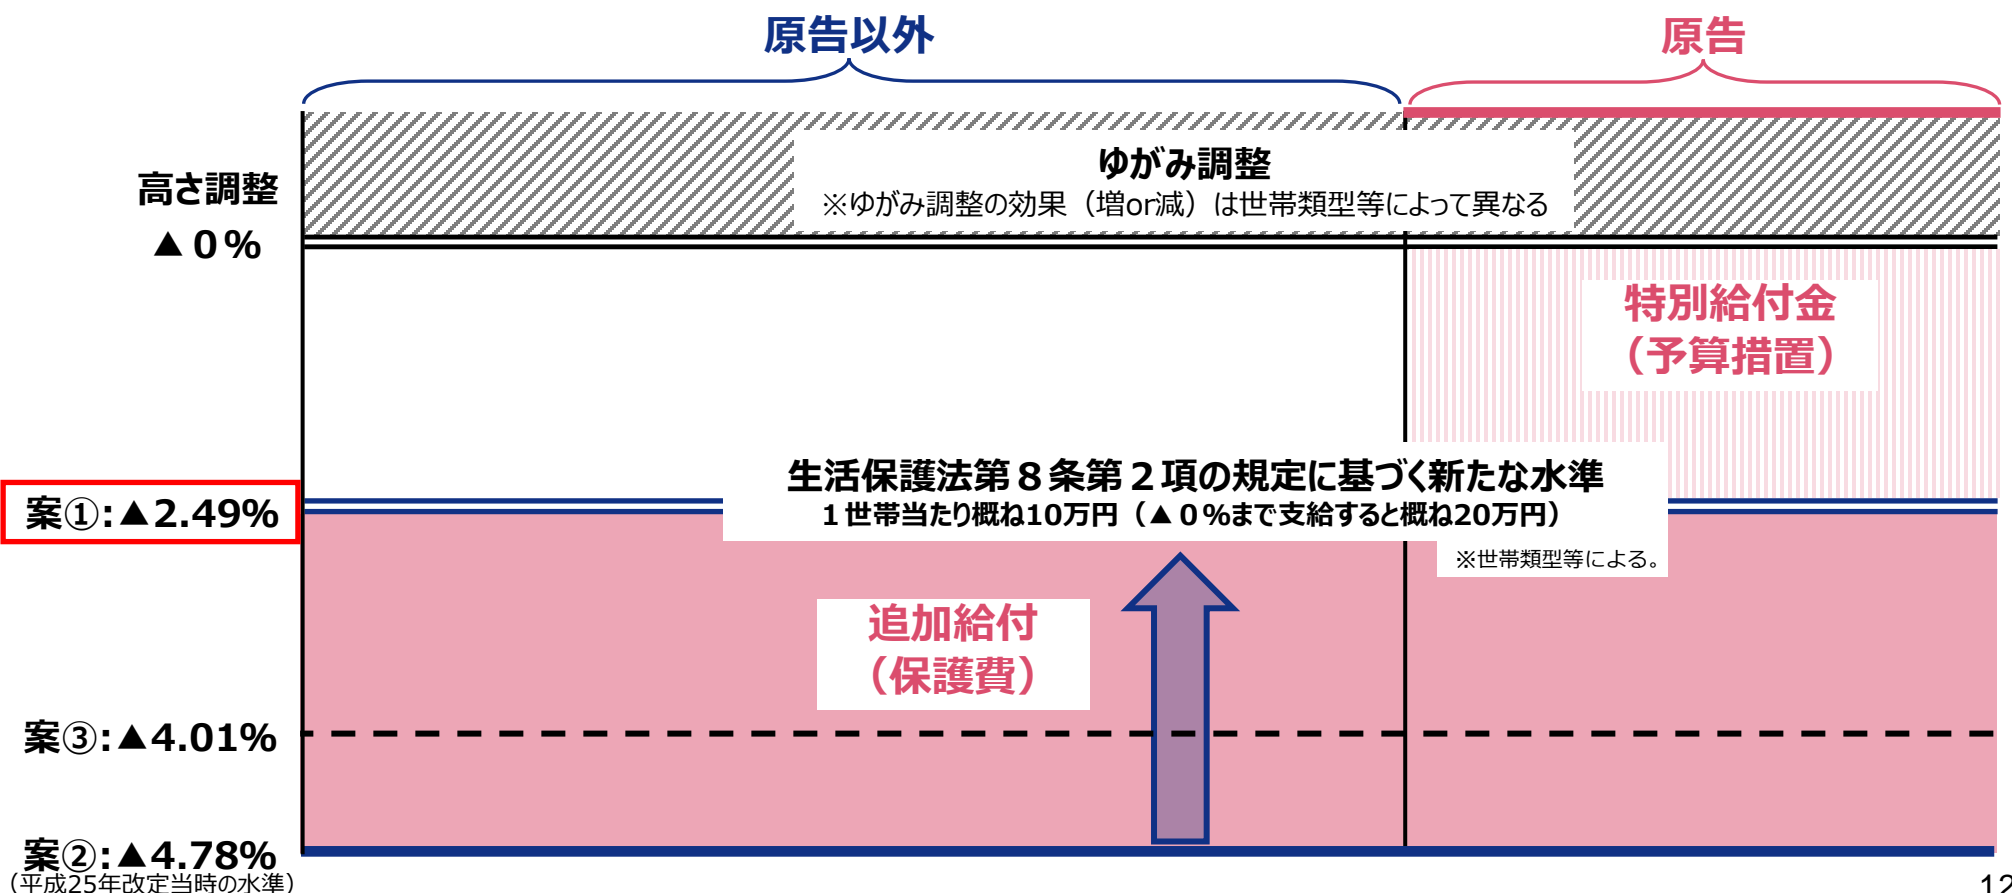 原告以外
原告
ゆがみ調整
※ゆがみ調整の効果（増or減）は世帯類型等によって異なる
高さ調整
▲０％
特別給付金
（予算措置）
生活保護法第８条第２項の規定に基づく新たな水準
１世帯当たり概ね10万円（▲０％まで支給すると概ね20万円）
※世帯類型等による。
案①：▲2.49%
追加給付
（保護費）
案③：▲4.01%
案②：▲4.78%
（平成25年改定当時の水準）
12